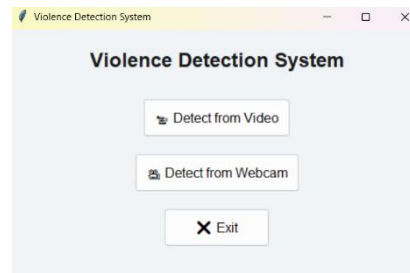 Violence Detection System
Violence Detection System
Detect from Video
Detect from Webcam
Exit